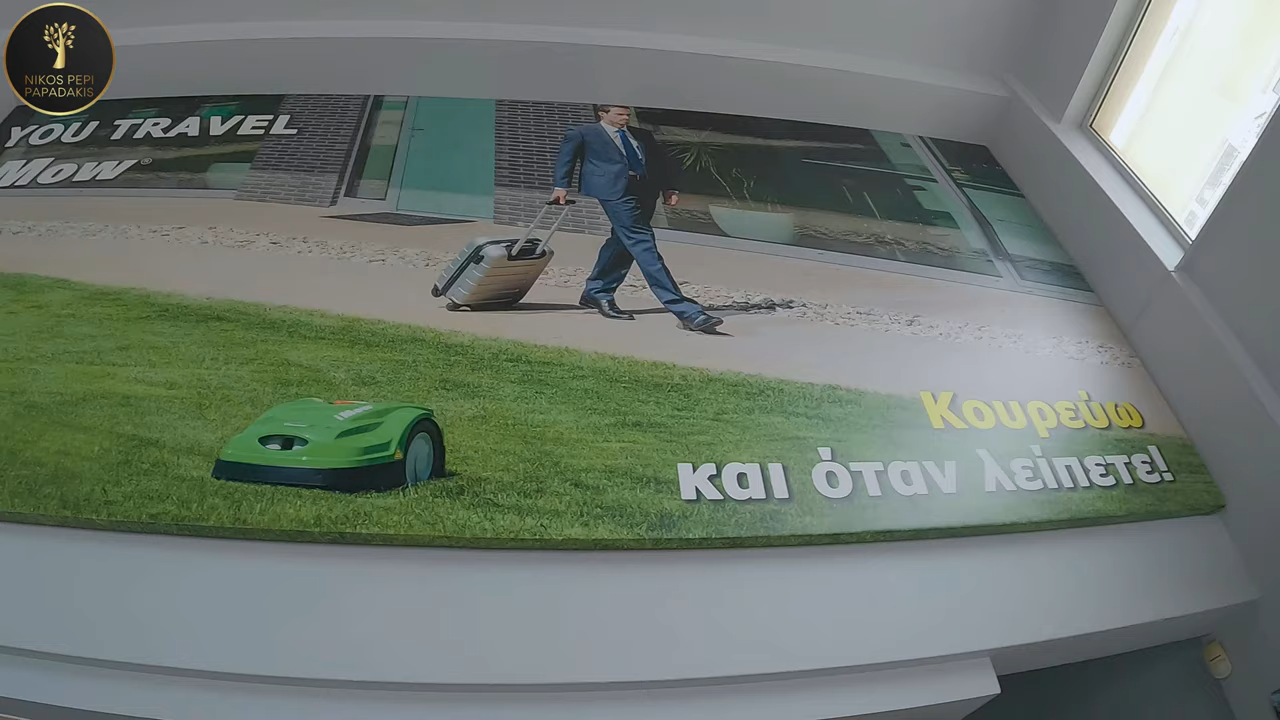 NIKOS PEPI
PAPADAKIS
YOU TRAVEL
MOW®
Κουρεύω
και όταν λείπετε!